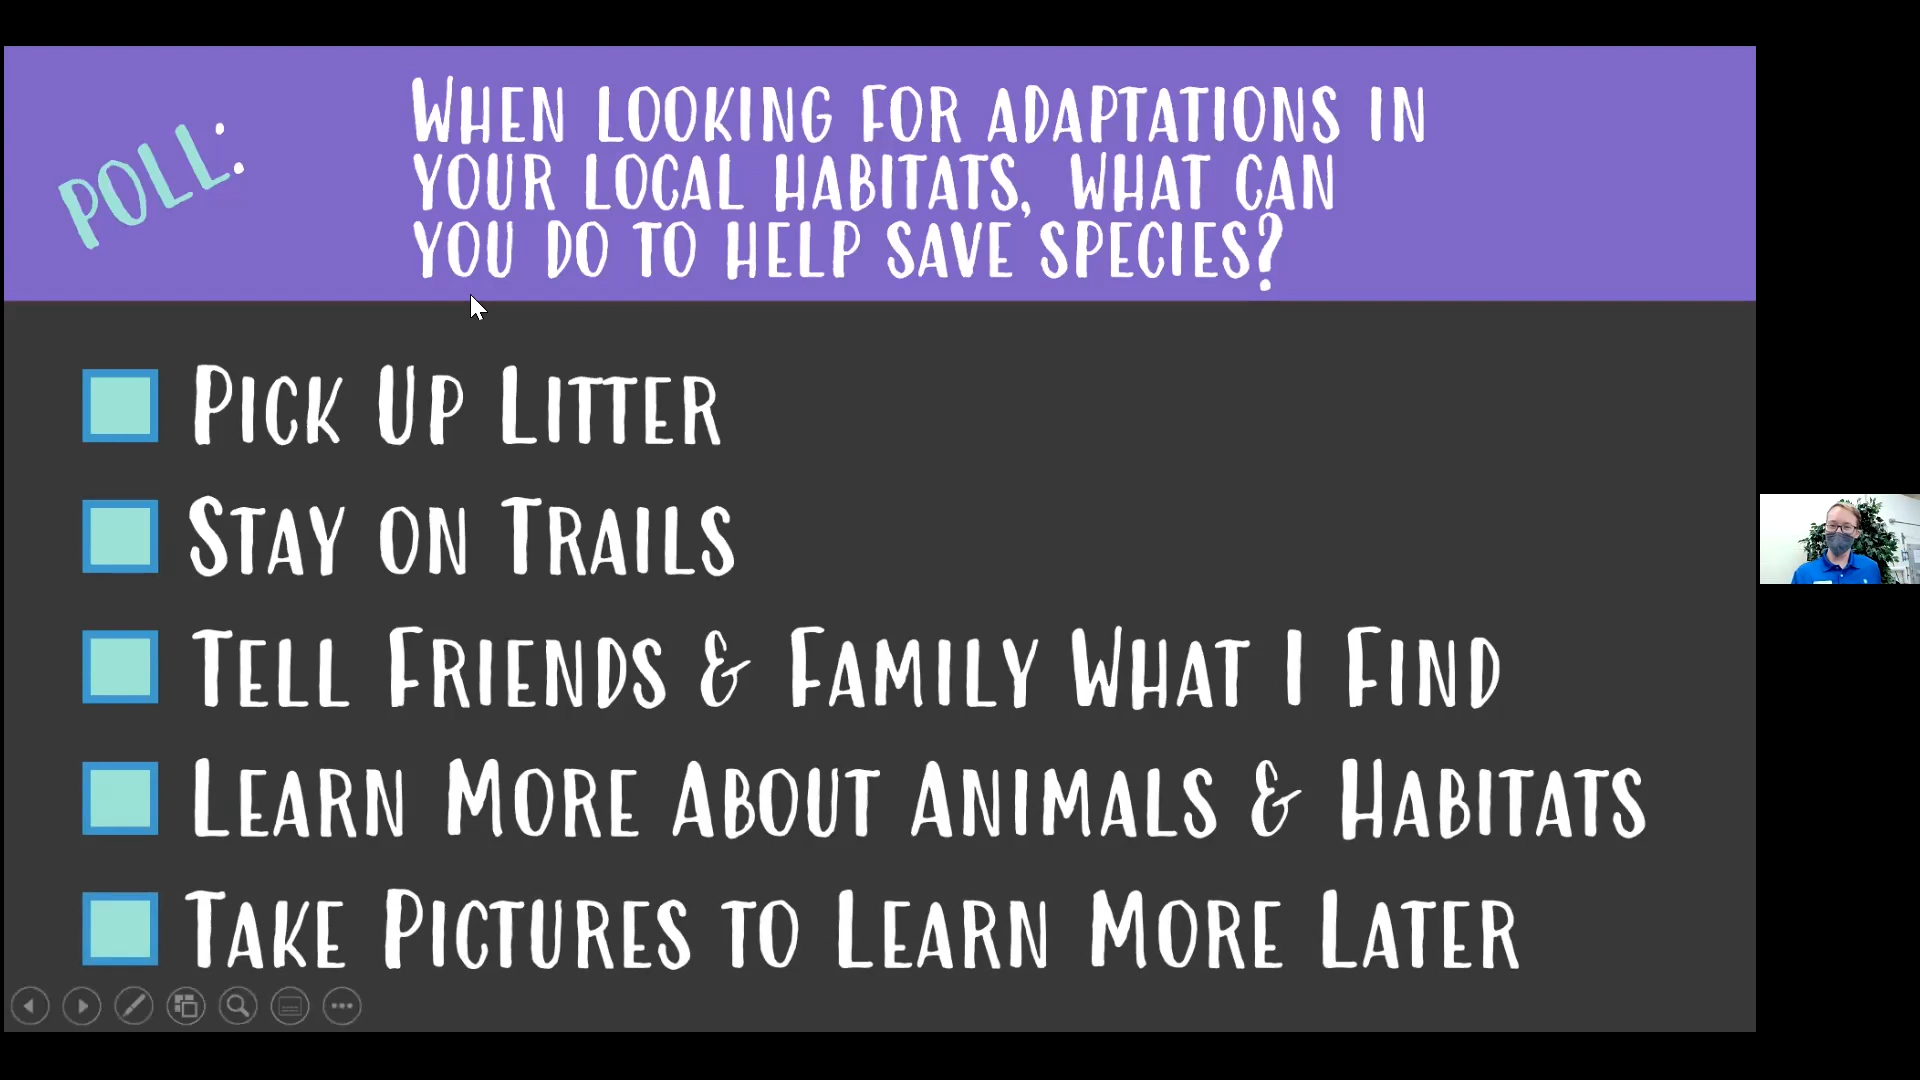 POLL:
WHEN LOOKING FOR ADAPTATIONS IN
YOUR LOCAL HABITATS, WHAT CAN
YOU DO TO HELP SAVE SPECIES?
PICK UP LITTER
STAY ON TRAILS
TELL FRIENDS & FAMILY WHAT I FIND
LEARN MORE ABOUT ANIMALS & HABITATS
TAKE PICTURES TO LEARN MORE LATER